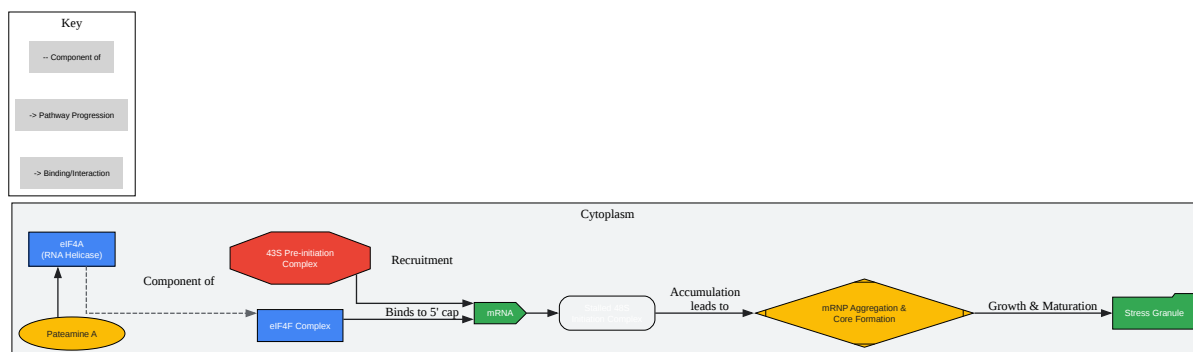 Key
-- Component of
-> Pathway Progression
-> Binding/Interaction
Cytoplasm
eIF4A
(RNA Helicase)
Pateamine A
Component of
43S Pre-initiation
Complex
Recruitment
eIF4F Complex
Binds to 5' cap
mRNA
Accumulation
leads to
mRNP Aggregation &
Core Formation
Growth & Maturation
Stress Granule